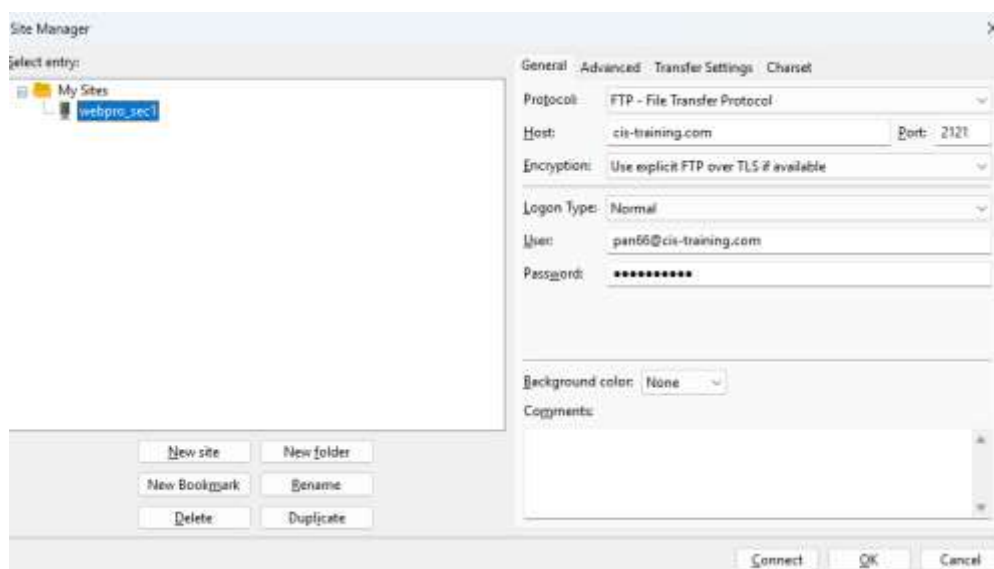 Site Manager
Select entry:
My Sites
webpro_sec1
New site
New folder
New Bookmark
Rename
Delete
Duplicate
General Advanced Transfer Settings Charset
Protocol: FTP - File Transfer Protocol
Host: cis-training.com Port: 2121
Encryption: Use explicit FTP over TLS if available
Logon Type: Normal
User: pan66@cis-training.com
Password: ●●●●●●●●●●
Background color: None
Comments:
Connect OK Cancel